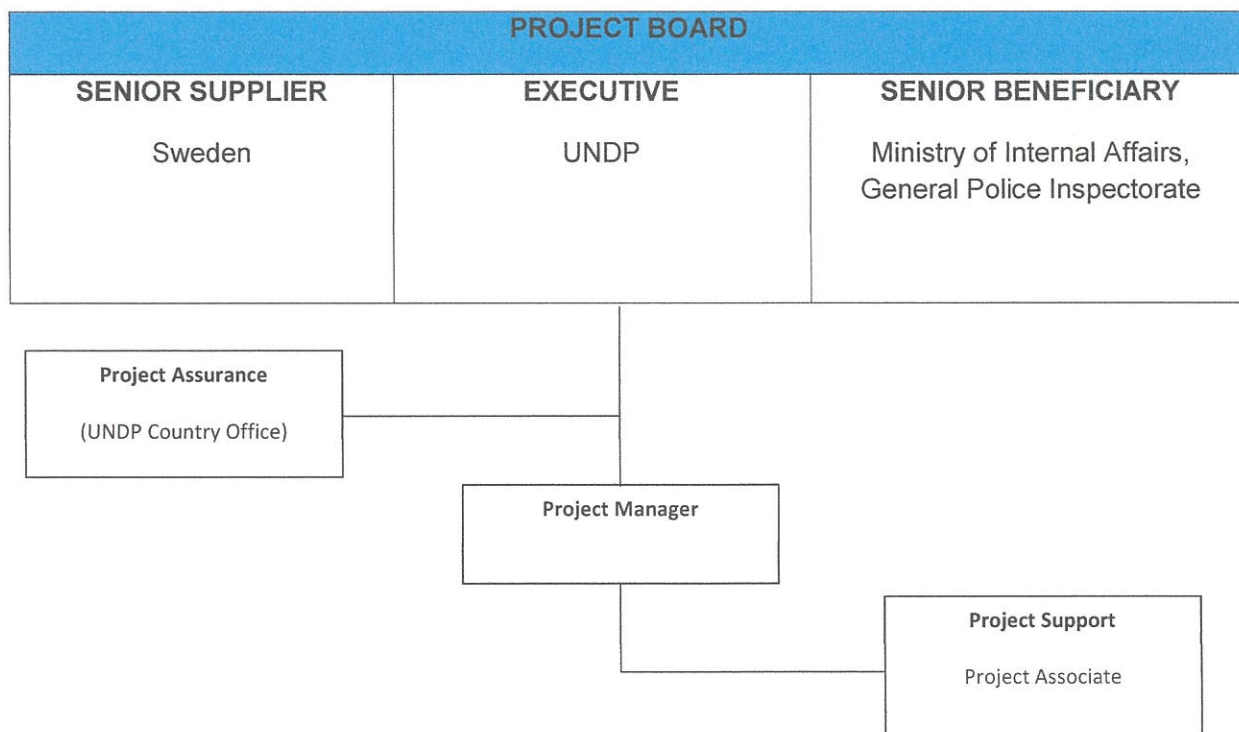 PROJECT BOARD
SENIOR SUPPLIER
Sweden
EXECUTIVE
UNDP
SENIOR BENEFICIARY
Ministry of Internal Affairs,
General Police Inspectorate
Project Assurance
(UNDP Country Office)
Project Manager
Project Support
Project Associate